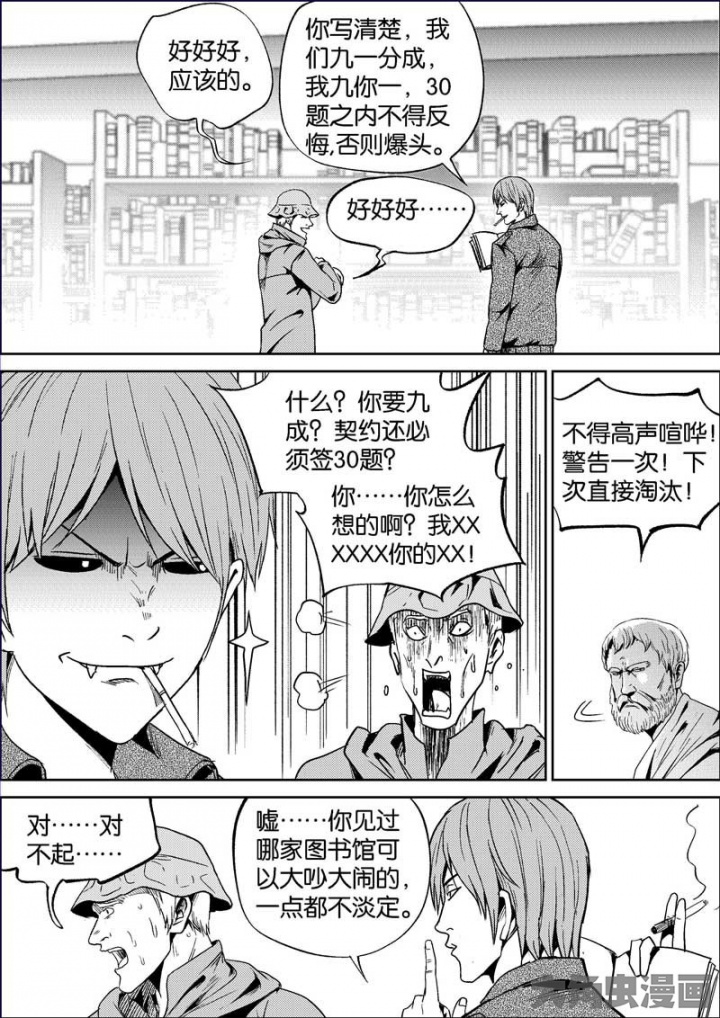 好好好，
应该的。
你写清楚，我
们九一分成，
我九你一，30
题之内不得反
悔,否则爆头。
好好好……
什么？你要九
成？契约还必
须签30题？
你……你怎么
想的啊？我XX
XXXX你的XX！
不得高声喧哗！
警告一次！下
次直接淘汰！
对……对
不起……
嘘……你见过
哪家图书馆可
以大吵大闹的，
一点都不淡定。
大角虫漫画